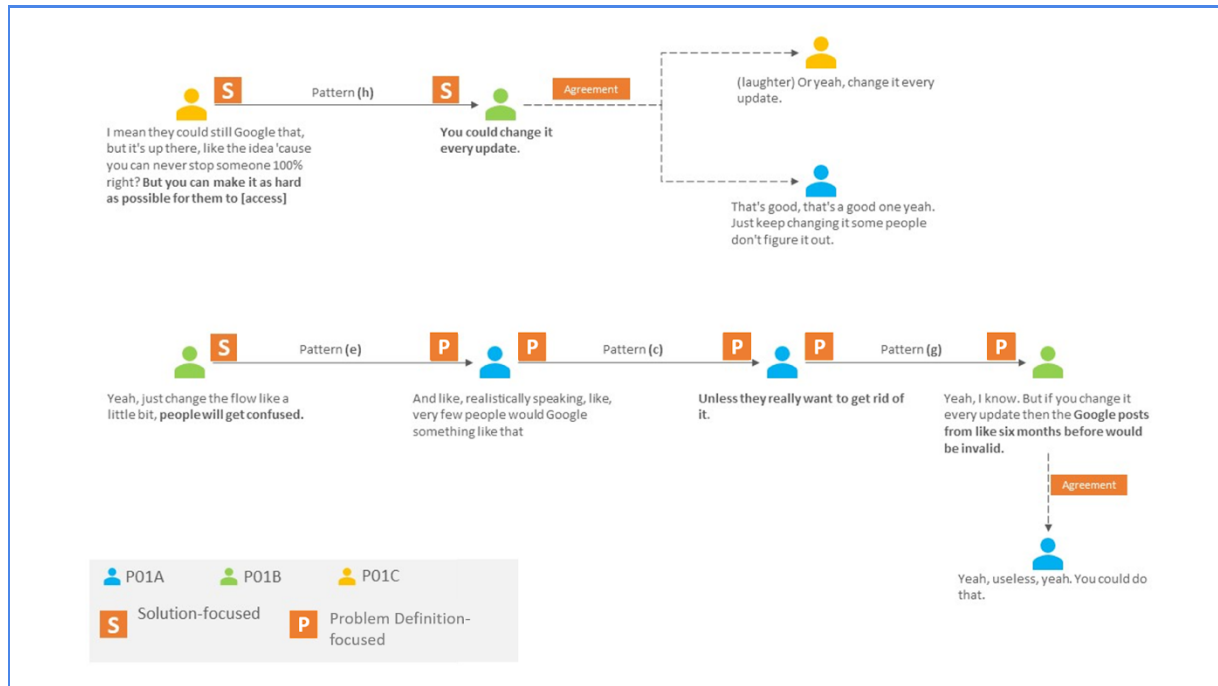 S
Pattern (h)
S
Agreement
(laughter) Or yeah, change it every
update.
I mean they could still Google that,
but it's up there, like the idea 'cause
you can never stop someone 100%
right? But you can make it as hard
as possible for them to [access]
You could change it
every update.
That's good, that's a good one yeah.
Just keep changing it some people
don't figure it out.
S
Pattern (e)
P
P
Pattern (c)
P
P
Pattern (g)
P
Yeah, just change the flow like a
little bit, people will get confused.
And like, realistically speaking, like,
very few people would Google
something like that
Unless they really want to get rid of
it.
Yeah, I know. But if you change it
every update then the Google posts
from like six months before would
be invalid.
Agreement
Yeah, useless, yeah. You could do
that.
P01A
P01B
P01C
S
Solution-focused
P
Problem Definition-
focused